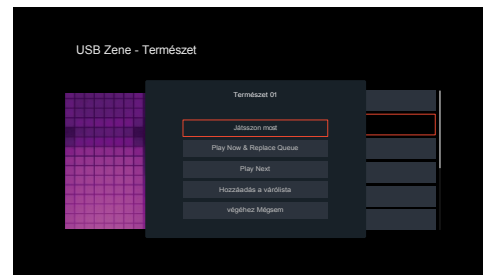 USB Zene - Természet
Természet 01
Játsszon most
Play Now & Replace Queue
Play Next
Hozzáadás a várólista
végéhez Mégsem